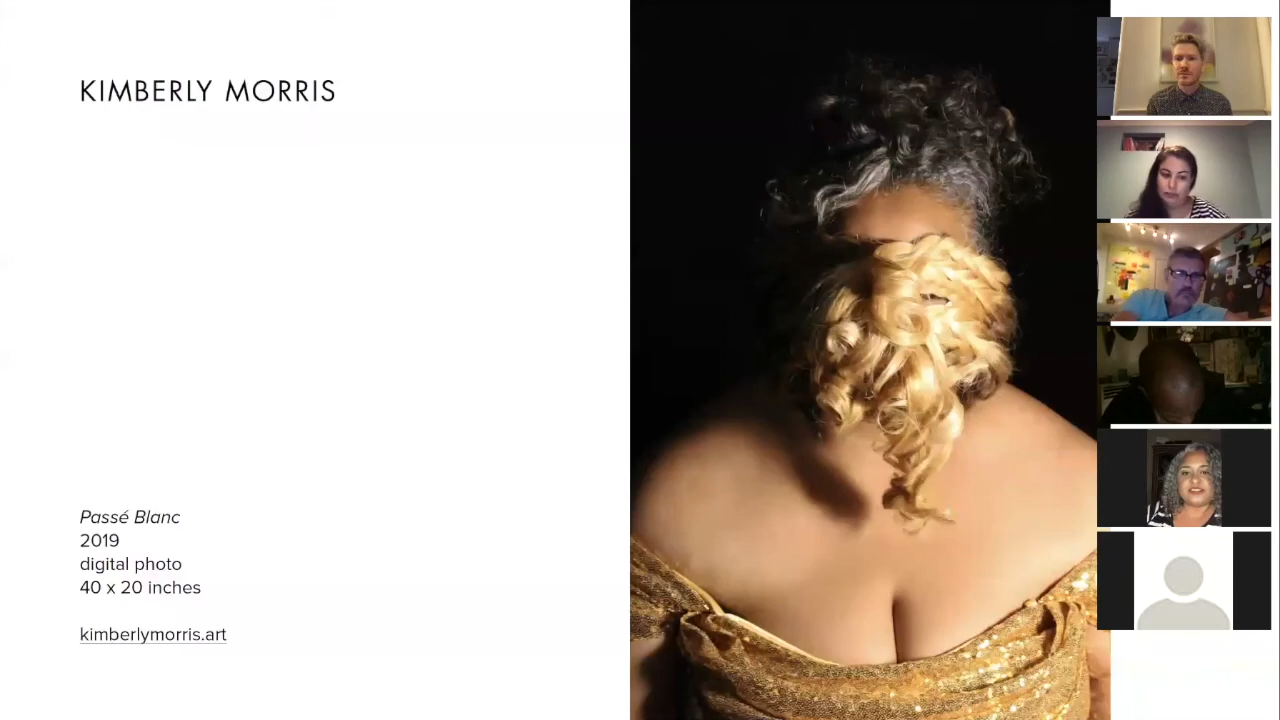 KIMBERLY MORRIS
Passé Blanc
2019
digital photo
40 x 20 inches
kimberlymorris.art